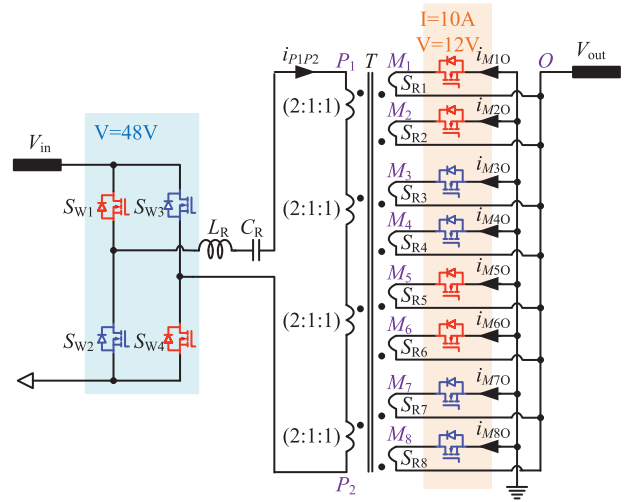 I=10A
V=12V
i_{P1P2} P_1 T M_1 i_{M1O} O V_out
S_R1
(2:1:1) M_2 i_{M2O}
V=48V
S_R2
V_in
M_3 i_{M3O}
S_R3
S_W1 S_W3 (2:1:1)
L_R C_R M_4 i_{M4O}
S_R4
M_5 i_{M5O}
S_R5
(2:1:1) M_6 i_{M6O}
S_W2 S_W4
S_R6
M_7 i_{M7O}
S_R7
(2:1:1) M_8 i_{M8O}
S_R8
P_2